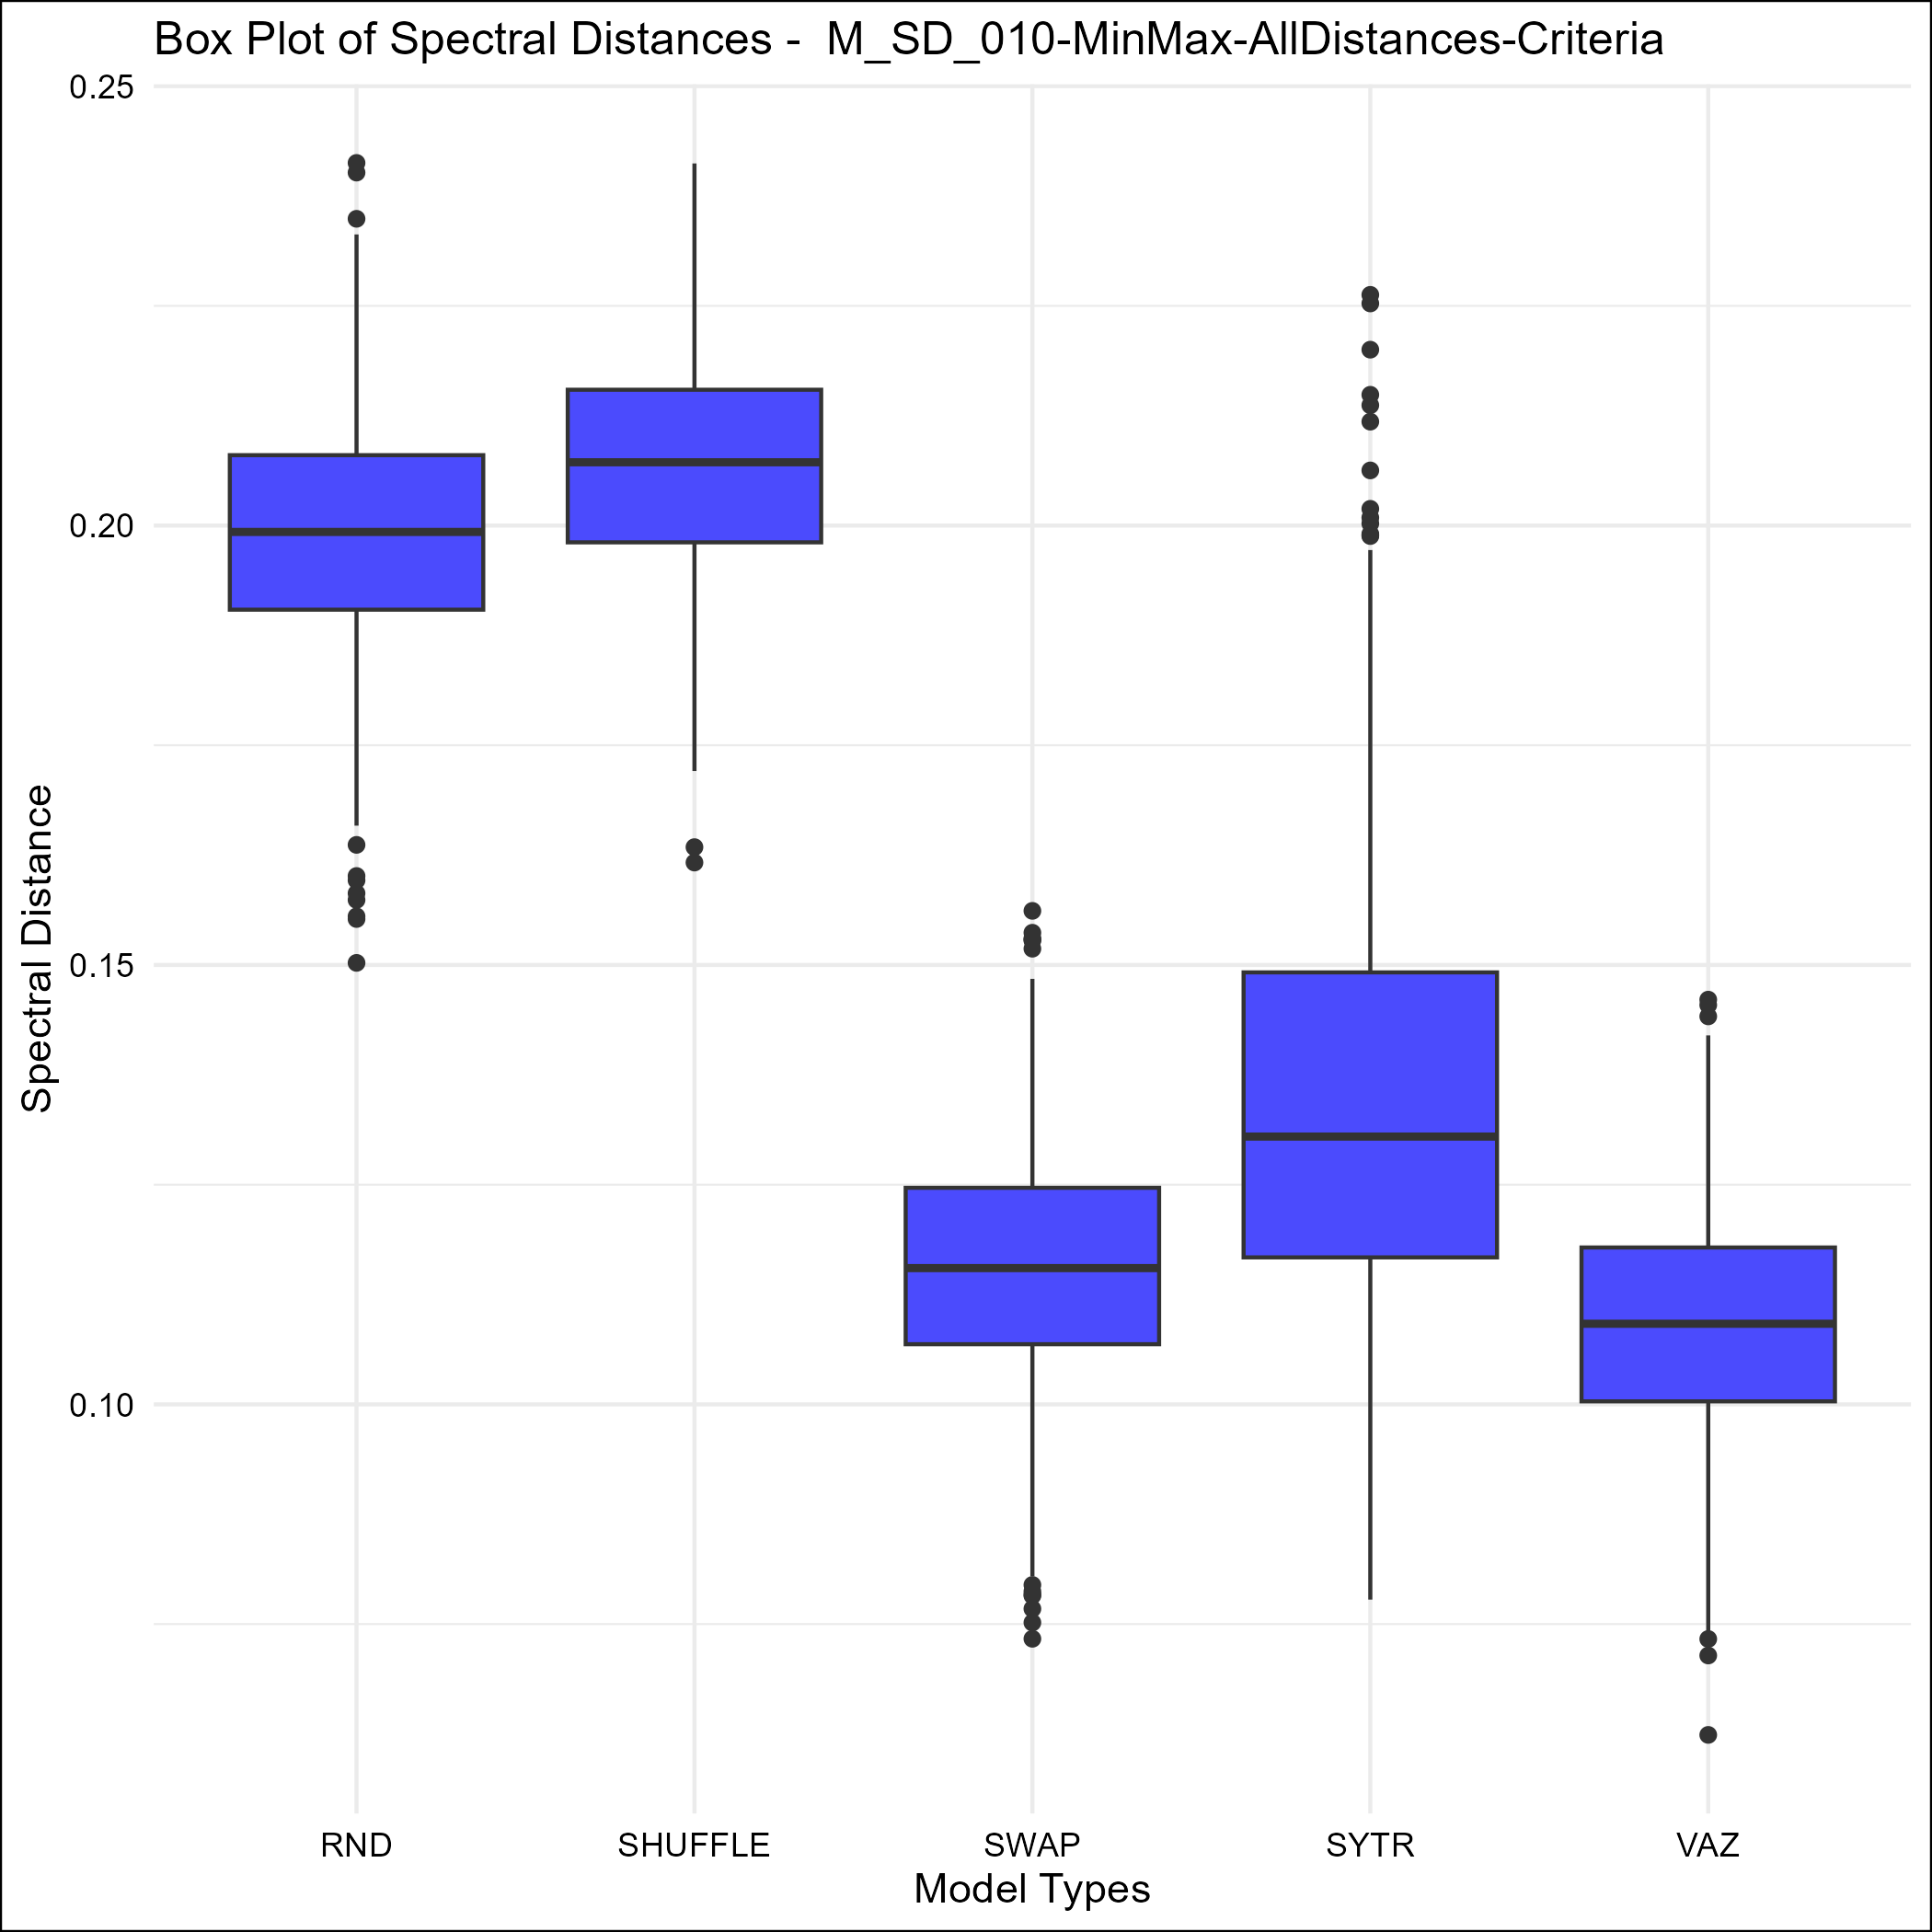 Box Plot of Spectral Distances -  M_SD_010-MinMax-AllDistances-Criteria
0.25
0.20
0.15
0.10
Spectral Distance
RND SHUFFLE SWAP SYTR VAZ
Model Types